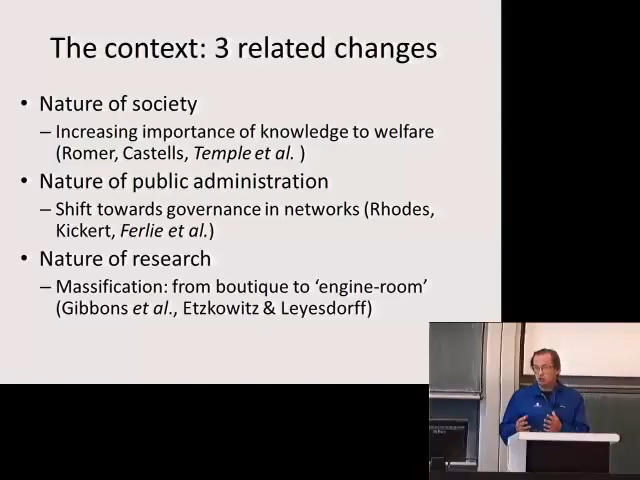 The context: 3 related changes
• Nature of society
– Increasing importance of knowledge to welfare
(Romer, Castells, Temple et al. )
• Nature of public administration
– Shift towards governance in networks (Rhodes,
Kickert, Ferlie et al.)
• Nature of research
– Massification: from boutique to ‘engine-room’
(Gibbons et al., Etzkowitz & Leyesdorff)